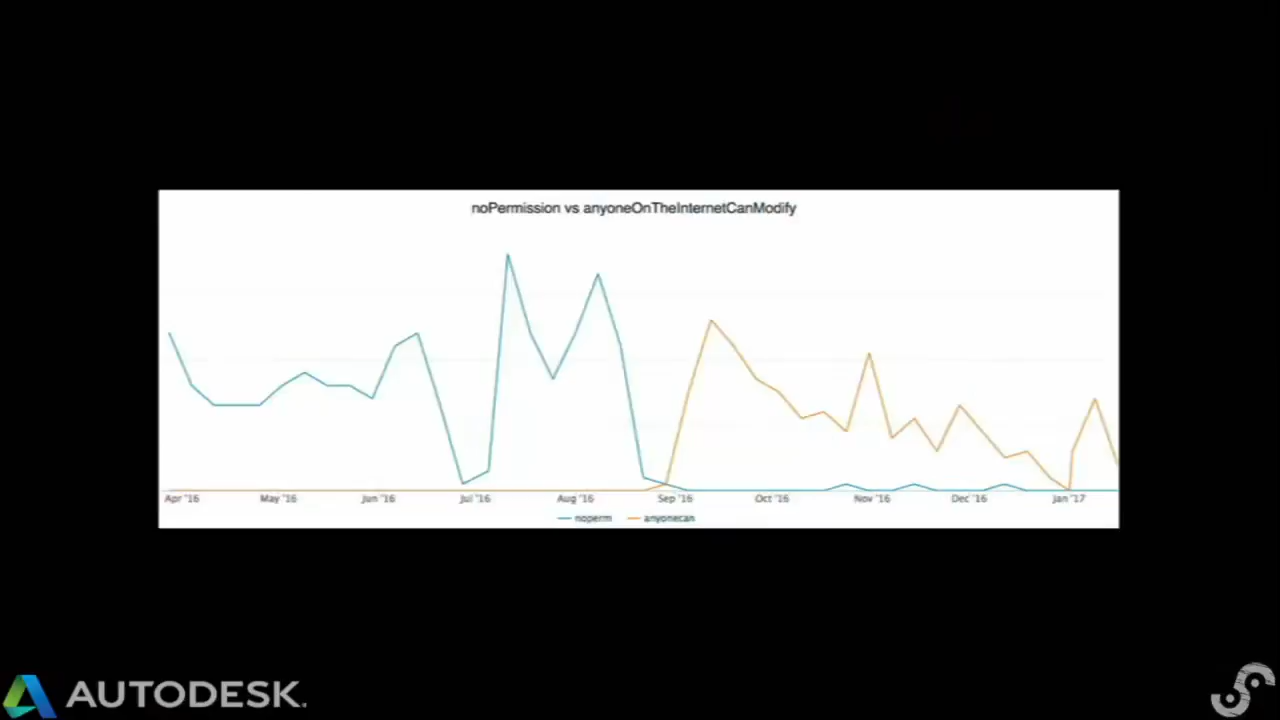 noPermission vs anyoneOnTheInternetCanModify
Apr '16 May '16 Jun '16 Jul '16 Aug '16 Sep '16 Oct '16 Nov '16 Dec '16 Jan '17
noperm anyonecan
AUTODESK.